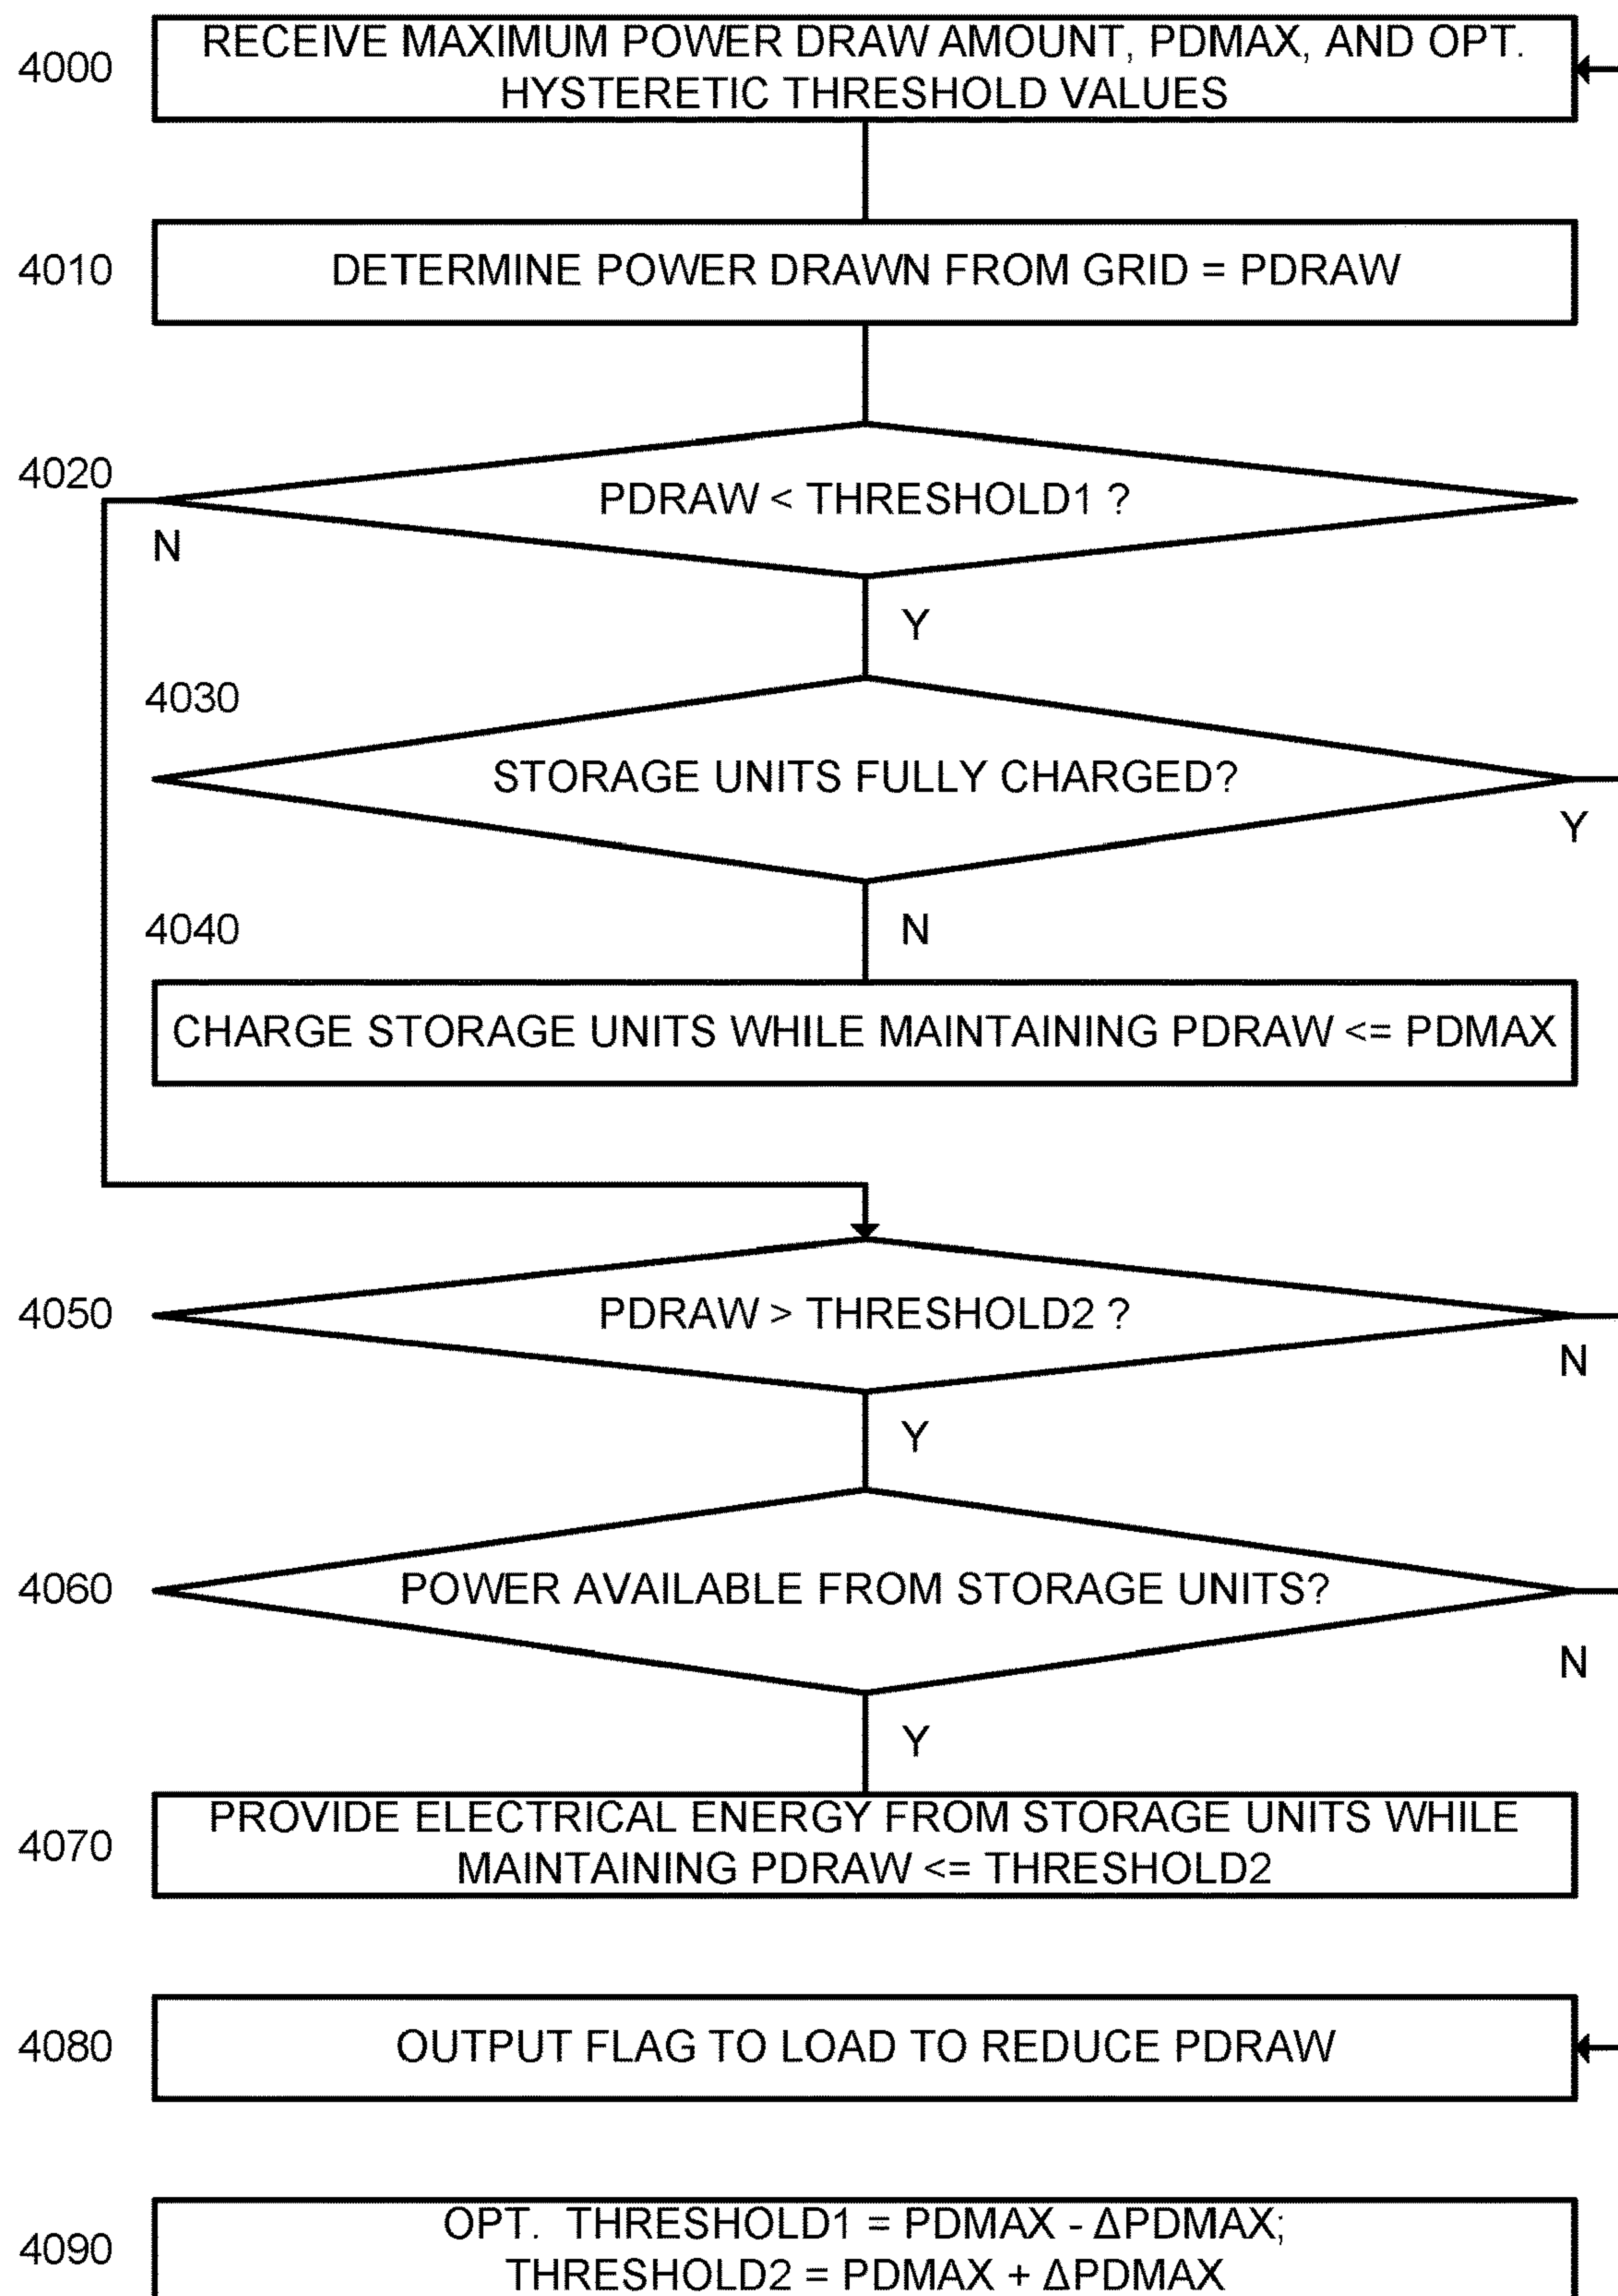 4000
RECEIVE MAXIMUM POWER DRAW AMOUNT, PDMAX, AND OPT.
HYSTERETIC THRESHOLD VALUES
4010
DETERMINE POWER DRAWN FROM GRID = PDRAW
4020
PDRAW < THRESHOLD1 ?
N
Y
4030
STORAGE UNITS FULLY CHARGED?
Y
4040
N
CHARGE STORAGE UNITS WHILE MAINTAINING PDRAW <= PDMAX
4050
PDRAW > THRESHOLD2 ?
N
Y
4060
POWER AVAILABLE FROM STORAGE UNITS?
N
Y
4070
PROVIDE ELECTRICAL ENERGY FROM STORAGE UNITS WHILE
MAINTAINING PDRAW <= THRESHOLD2
4080
OUTPUT FLAG TO LOAD TO REDUCE PDRAW
4090
OPT. THRESHOLD1 = PDMAX - ΔPDMAX;
THRESHOLD2 = PDMAX + ΔPDMAX